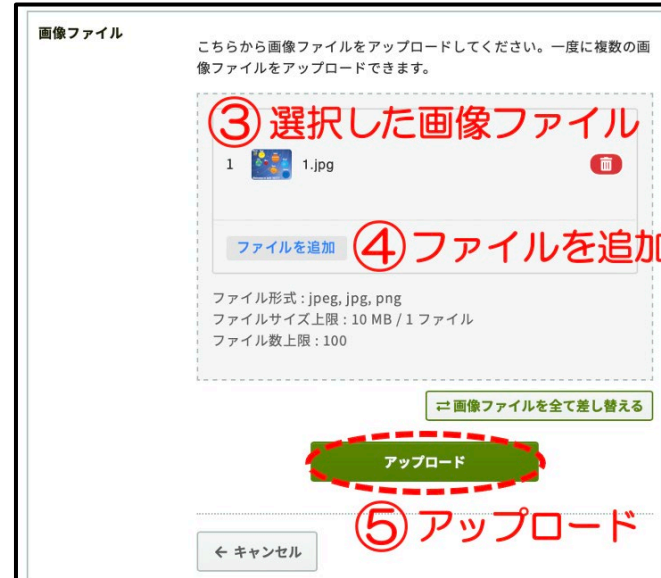 画像ファイル
こちらから画像ファイルをアップロードしてください。一度に複数の画
像ファイルをアップロードできます。
③選択した画像ファイル
1 1.jpg
ファイルを追加 ④ファイルを追加
ファイル形式 : jpeg, jpg, png
ファイルサイズ上限 : 10 MB / 1 ファイル
ファイル数上限 : 100
⇄画像ファイルを全て差し替える
アップロード
⑤アップロード
← キャンセル